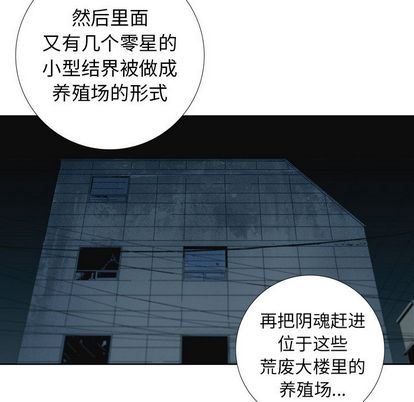 然后里面
又有几个零星的
小型结界被做成
养殖场的形式
再把阴魂赶进
位于这些
荒废大楼里的
养殖场...